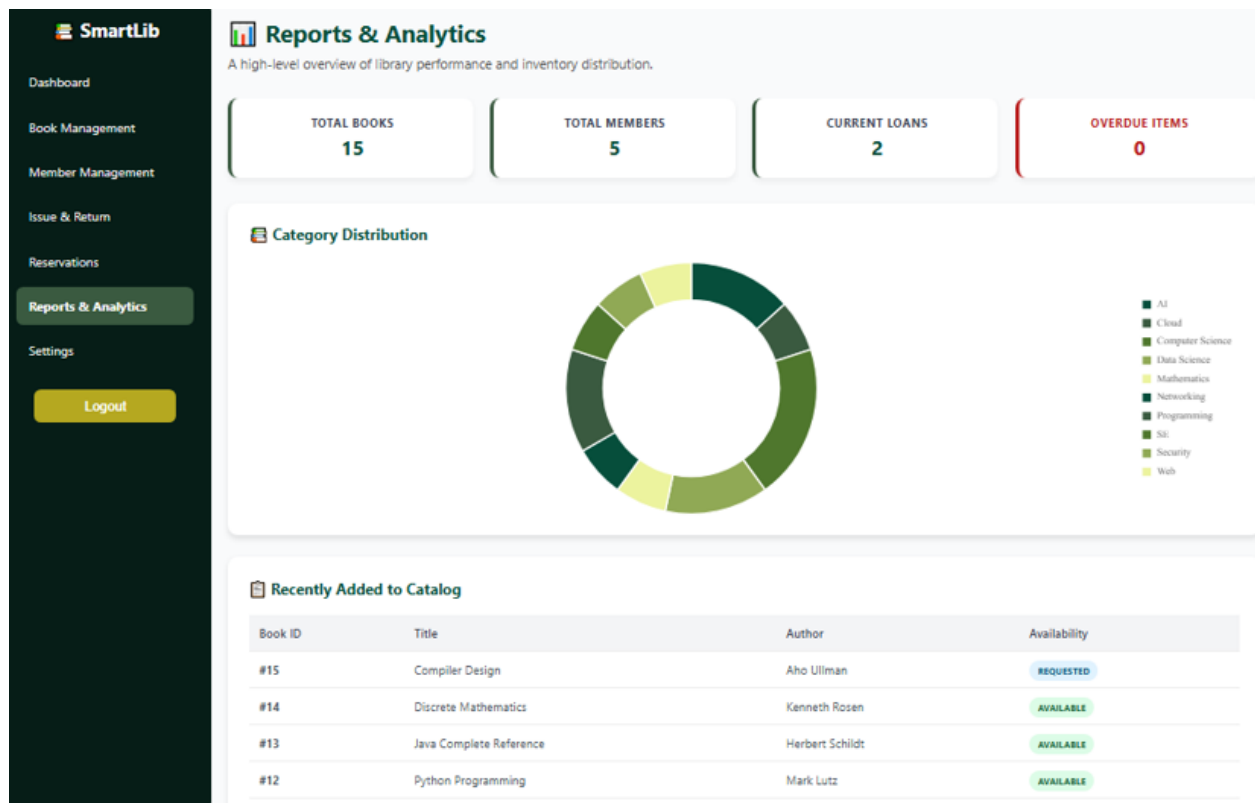 SmartLib
Dashboard
Book Management
Member Management
Issue & Return
Reservations
Reports & Analytics
Settings
Logout
Reports & Analytics
A high-level overview of library performance and inventory distribution.
TOTAL BOOKS
15
TOTAL MEMBERS
5
CURRENT LOANS
2
OVERDUE ITEMS
0
Category Distribution
AI
Cloud
Computer Science
Data Science
Mathematics
Networking
Programming
SE
Security
Web
Recently Added to Catalog
Book ID Title Author Availability
#15 Compiler Design Aho Ullman REQUESTED
#14 Discrete Mathematics Kenneth Rosen AVAILABLE
#13 Java Complete Reference Herbert Schildt AVAILABLE
#12 Python Programming Mark Lutz AVAILABLE